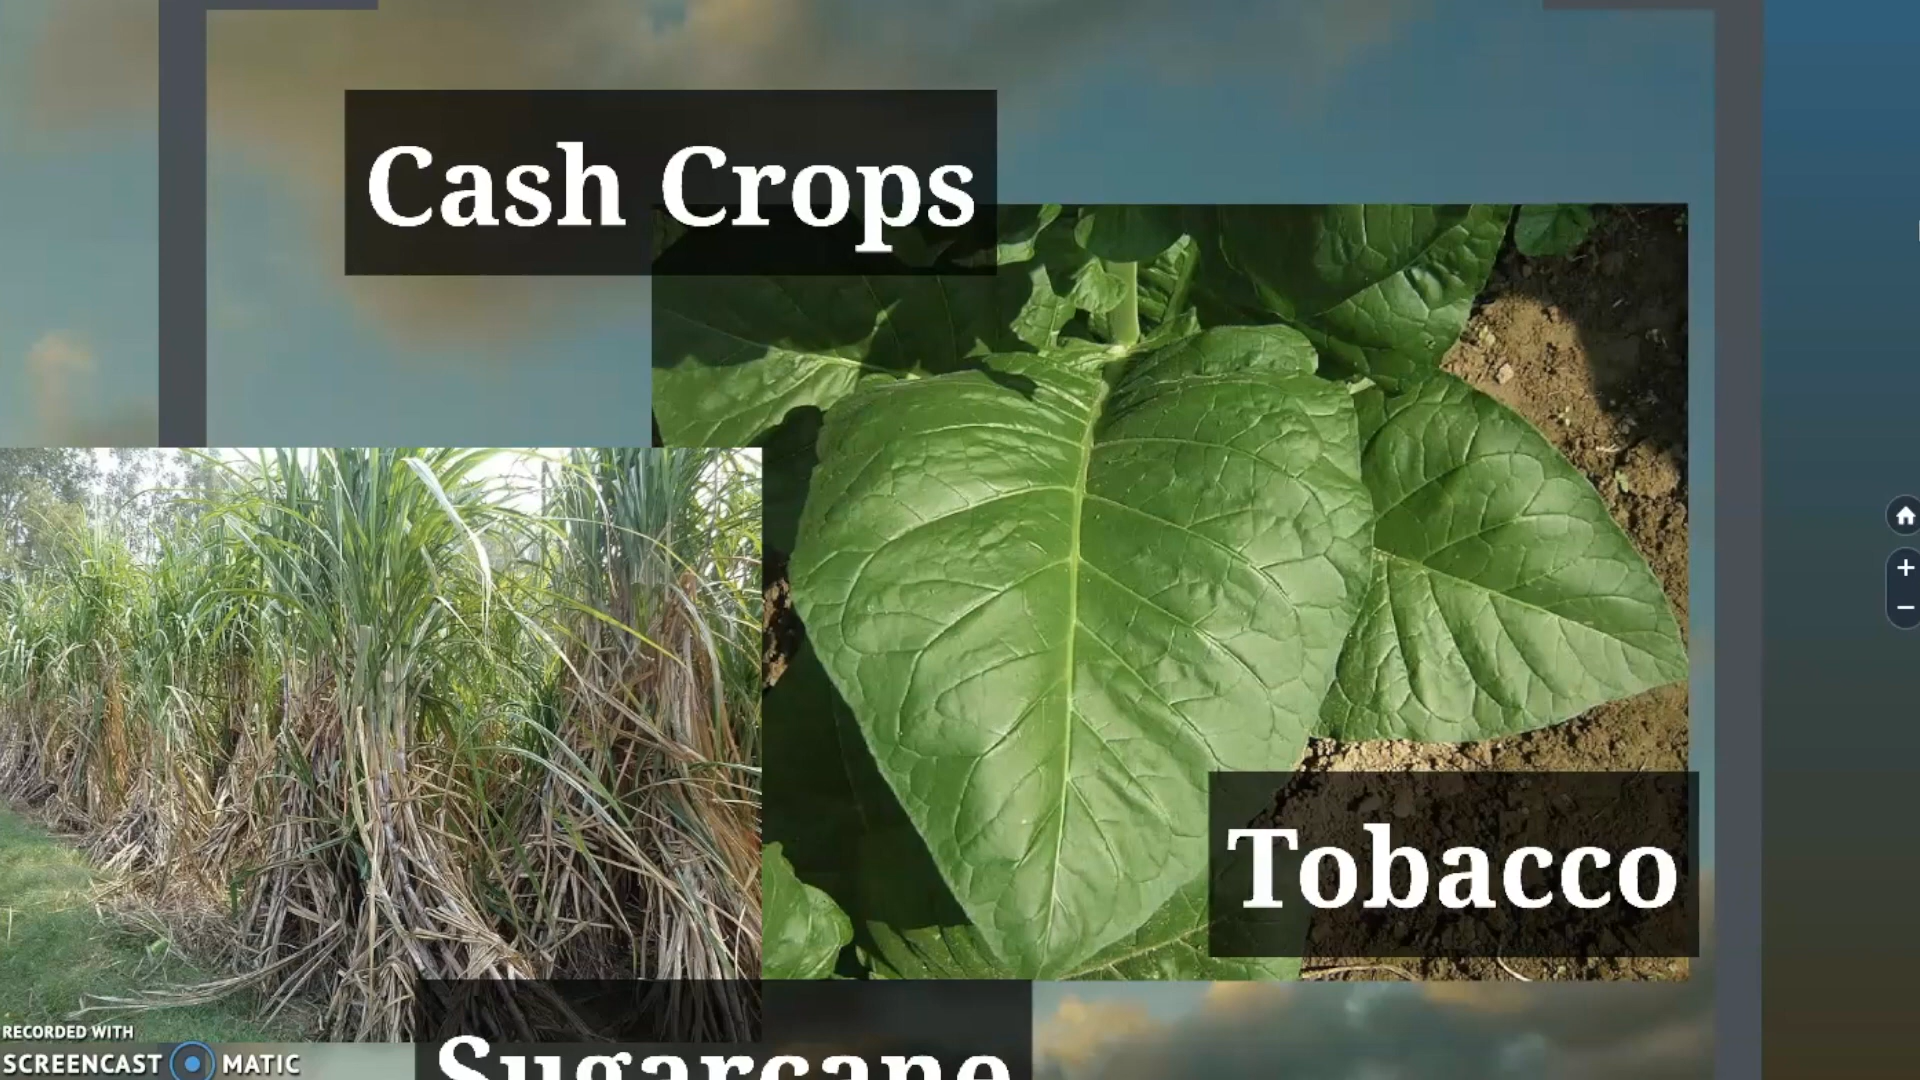 Cash Crops
Tobacco
Sugarcane
RECORDED WITH
SCREENCAST MATIC